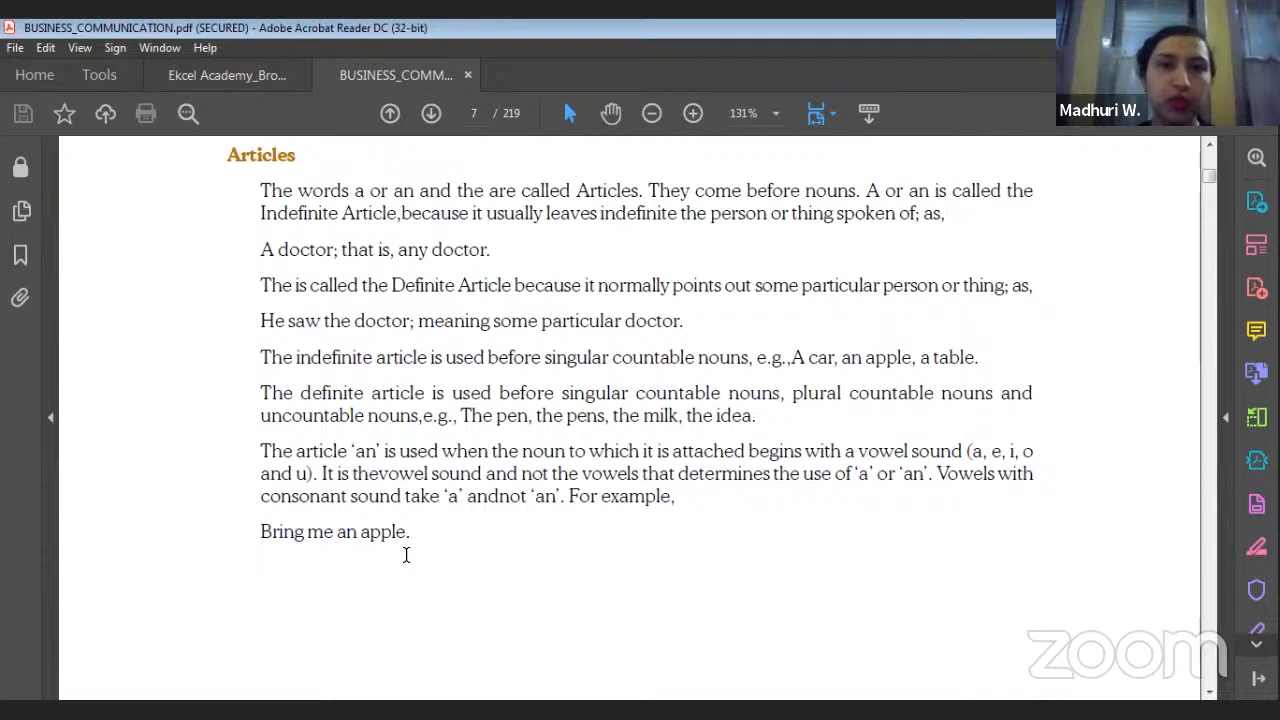 BUSINESS_COMMUNICATION.pdf (SECURED) - Adobe Acrobat Reader DC (32-bit)
File Edit View Sign Window Help
Home Tools Ekcel Academy_Bro... BUSINESS_COMM... ×
7 / 219 131%
Madhuri W.
Articles
The words a or an and the are called Articles. They come before nouns. A or an is called the
Indefinite Article,because it usually leaves indefinite the person or thing spoken of; as,
A doctor; that is, any doctor.
The is called the Definite Article because it normally points out some particular person or thing; as,
He saw the doctor; meaning some particular doctor.
The indefinite article is used before singular countable nouns, e.g.,A car, an apple, a table.
The definite article is used before singular countable nouns, plural countable nouns and
uncountable nouns,e.g., The pen, the pens, the milk, the idea.
The article ‘an’ is used when the noun to which it is attached begins with a vowel sound (a, e, i, o
and u). It is thevowel sound and not the vowels that determines the use of ‘a’ or ‘an’. Vowels with
consonant sound take ‘a’ andnot ‘an’. For example,
Bring me an apple.
zoom